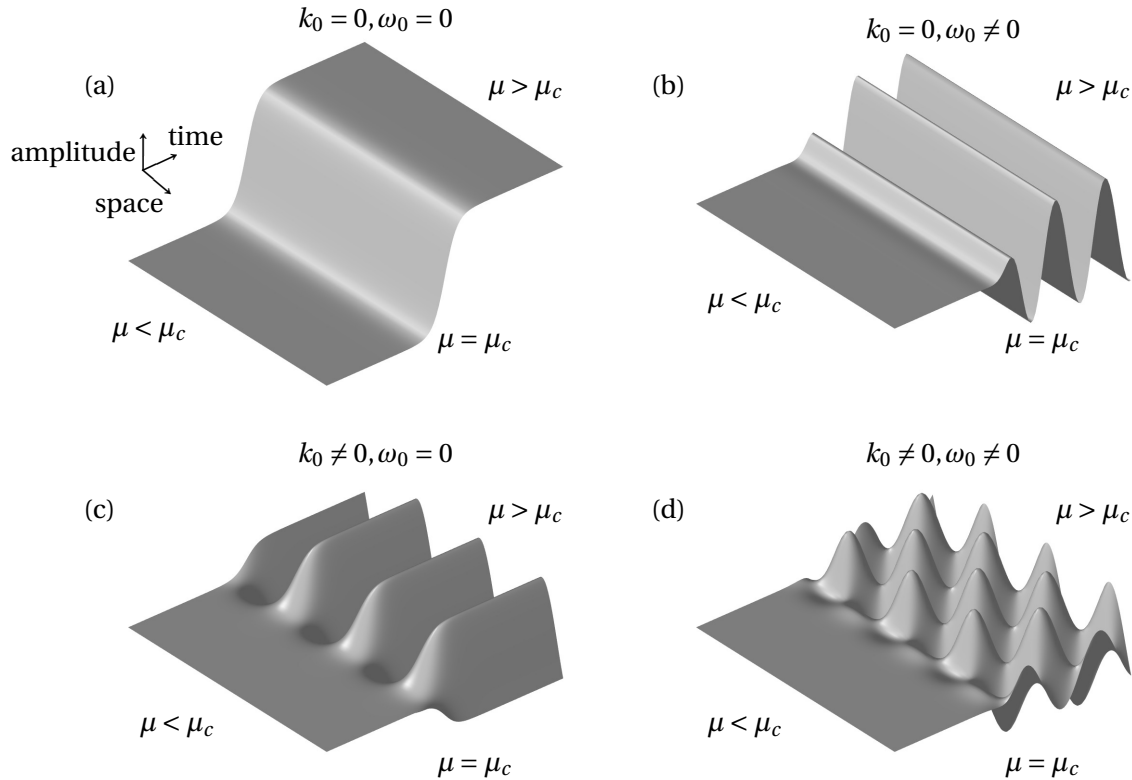 k₀ = 0, ω₀ = 0
(a)
μ > μ_c
amplitude
time
space
μ < μ_c
μ = μ_c
k₀ = 0, ω₀ ≠ 0
(b)
μ > μ_c
μ < μ_c
μ = μ_c
k₀ ≠ 0, ω₀ = 0
(c)
μ > μ_c
μ < μ_c
μ = μ_c
k₀ ≠ 0, ω₀ ≠ 0
(d)
μ > μ_c
μ < μ_c
μ = μ_c